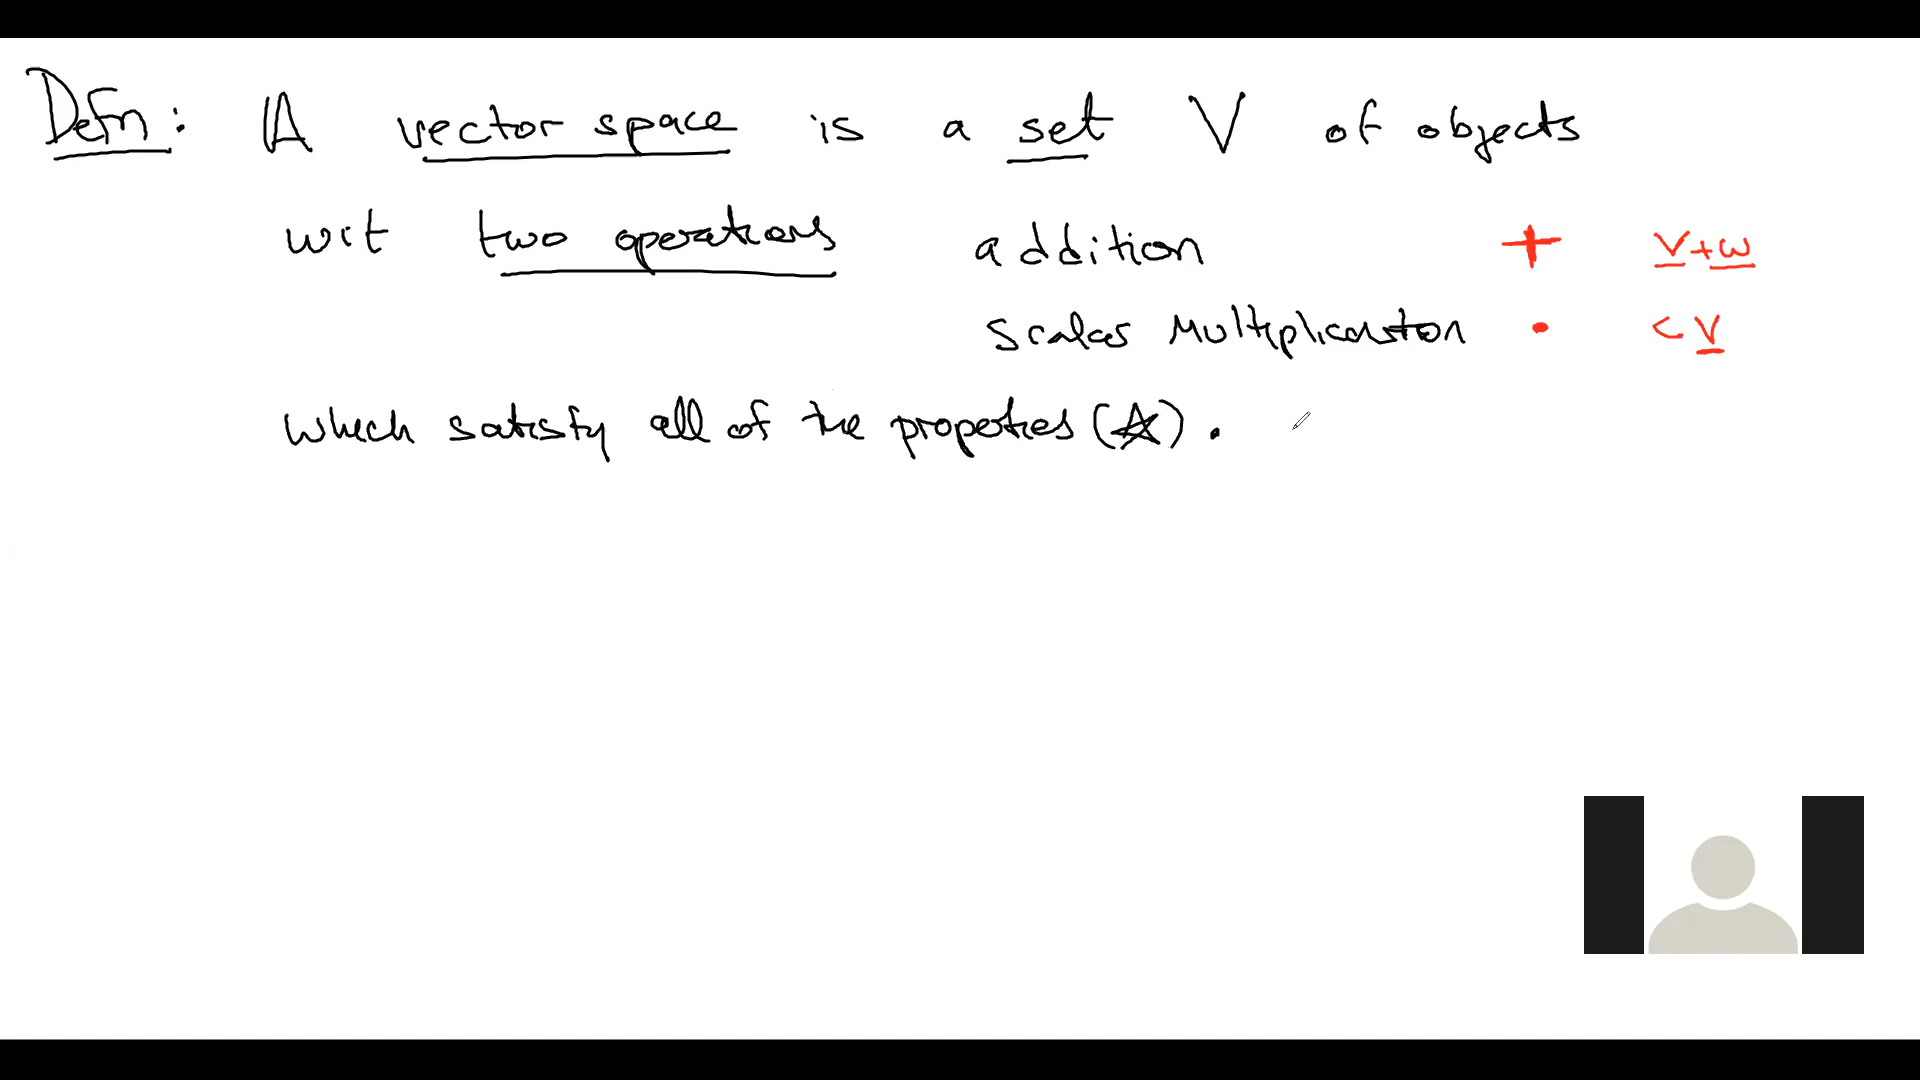 Defn: A vector space is a set V of objects
wit two operations addition + v+w
scalar multiplication • cv
which satisfy all of the properties (☆).